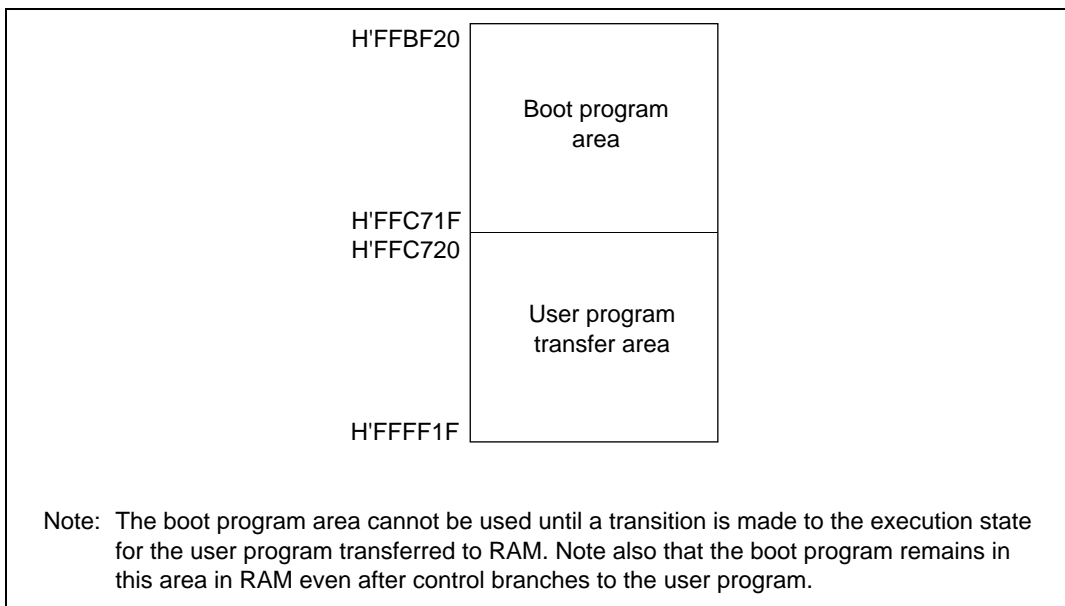 H'FFBF20
Boot program
area
H'FFC71F
H'FFC720
User program
transfer area
H'FFFF1F
Note: The boot program area cannot be used until a transition is made to the execution state
for the user program transferred to RAM. Note also that the boot program remains in
this area in RAM even after control branches to the user program.